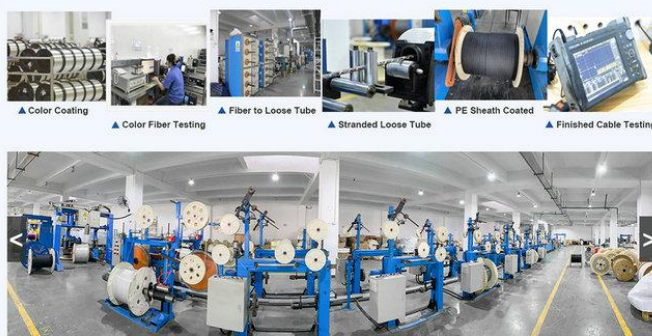 Color Coating
Color Fiber Testing
Fiber to Loose Tube
Stranded Loose Tube
PE Sheath Coated
Finished Cable Testing